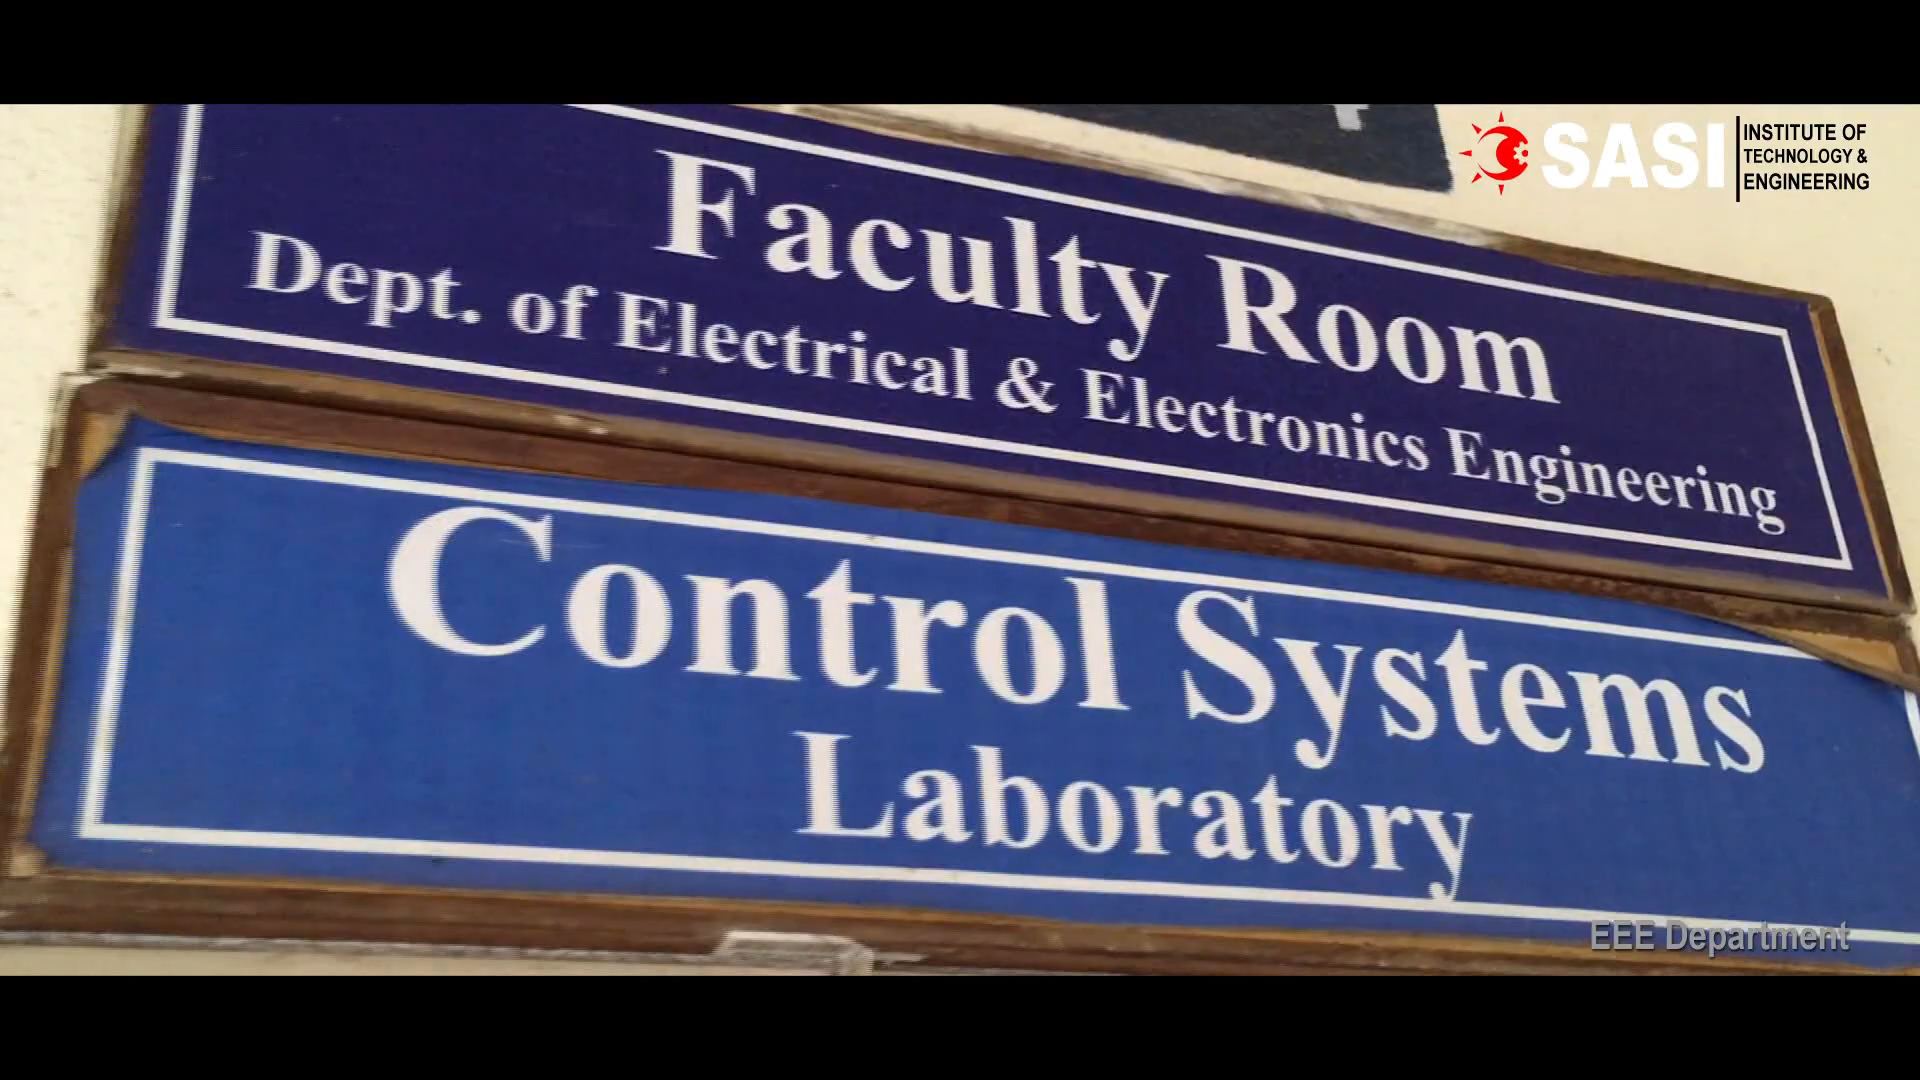 SASI
INSTITUTE OF
TECHNOLOGY &
ENGINEERING
Faculty Room
Dept. of Electrical & Electronics Engineering
Control Systems
Laboratory
EEE Department